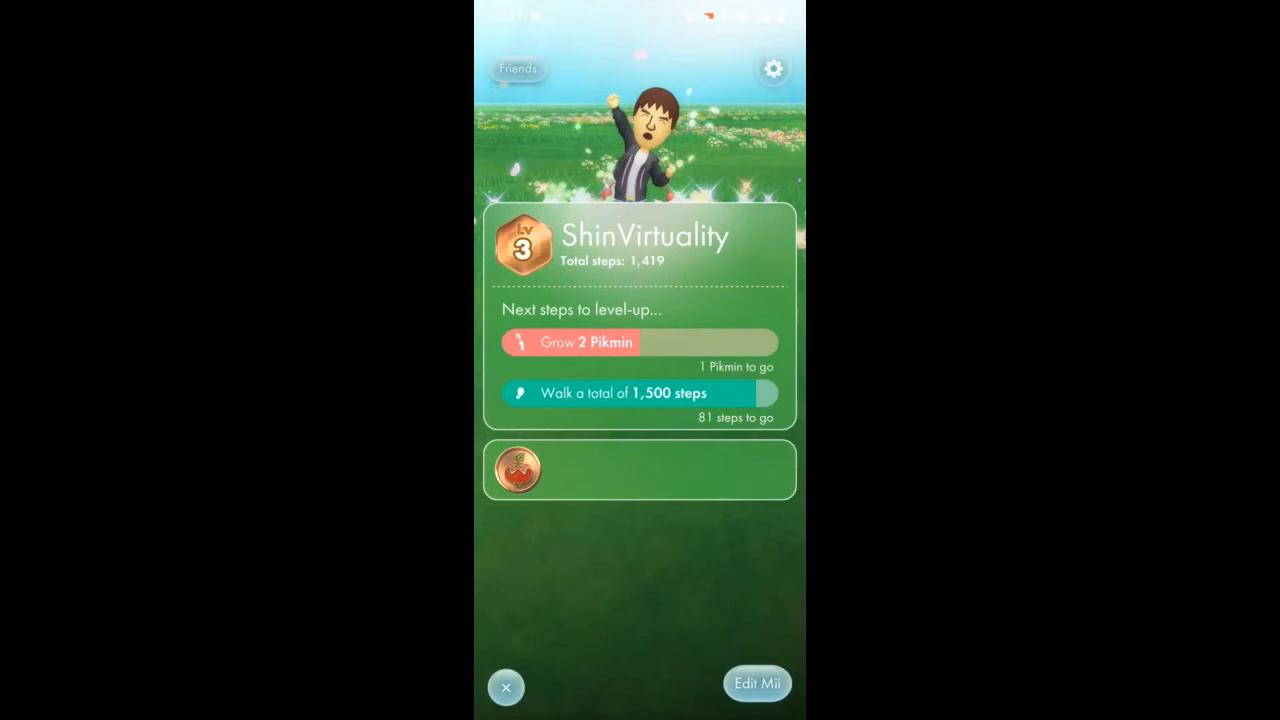 Friends
Lv
3
ShinVirtuality
Total steps: 1,419
Next steps to level-up...
Grow 2 Pikmin
1 Pikmin to go
Walk a total of 1,500 steps
81 steps to go
Edit Mii